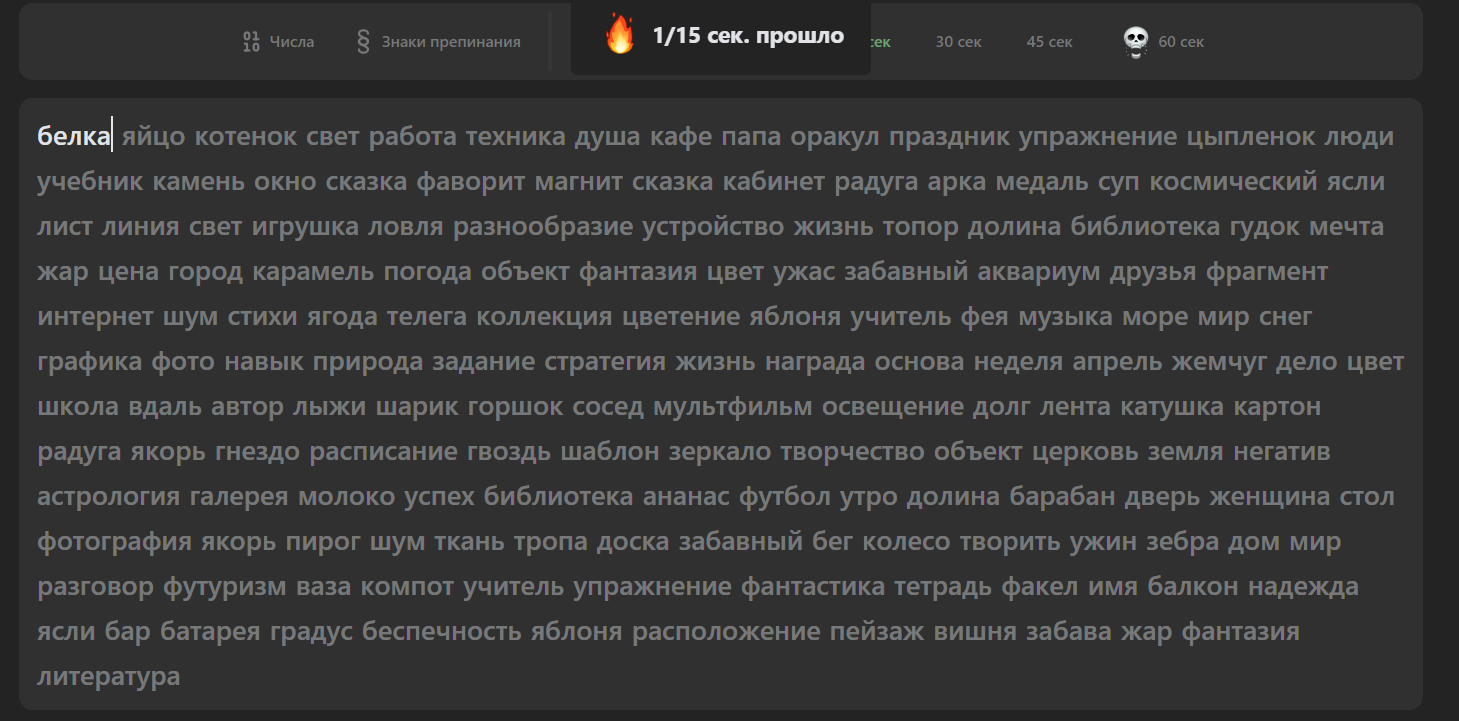 Числа Знаки препинания 1/15 сек. прошло сек 30 сек 45 сек 60 сек
белка яйцо котенок свет работа техника душа кафе папа оракул праздник упражнение цыпленок люди
учебник камень окно сказка фаворит магнит сказка кабинет радуга арка медаль суп космический ясли
лист линия свет игрушка ловля разнообразие устройство жизнь топор долина библиотека гудок мечта
жар цена город карамель погода объект фантазия цвет ужас забавный аквариум друзья фрагмент
интернет шум стихи ягода телега коллекция цветение яблоня учитель фея музыка море мир снег
графика фото навык природа задание стратегия жизнь награда основа неделя апрель жемчуг дело цвет
школа вдаль автор лыжи шарик горшок сосед мультфильм освещение долг лента катушка картон
радуга якорь гнездо расписание гвоздь шаблон зеркало творчество объект церковь земля негатив
астрология галерея молоко успех библиотека ананас футбол утро долина барабан дверь женщина стол
фотография якорь пирог шум ткань тропа доска забавный бег колесо творить ужин зебра дом мир
разговор футуризм ваза компот учитель упражнение фантастика тетрадь факел имя балкон надежда
ясли бар батарея градус беспечность яблоня расположение пейзаж вишня забава жар фантазия
литература